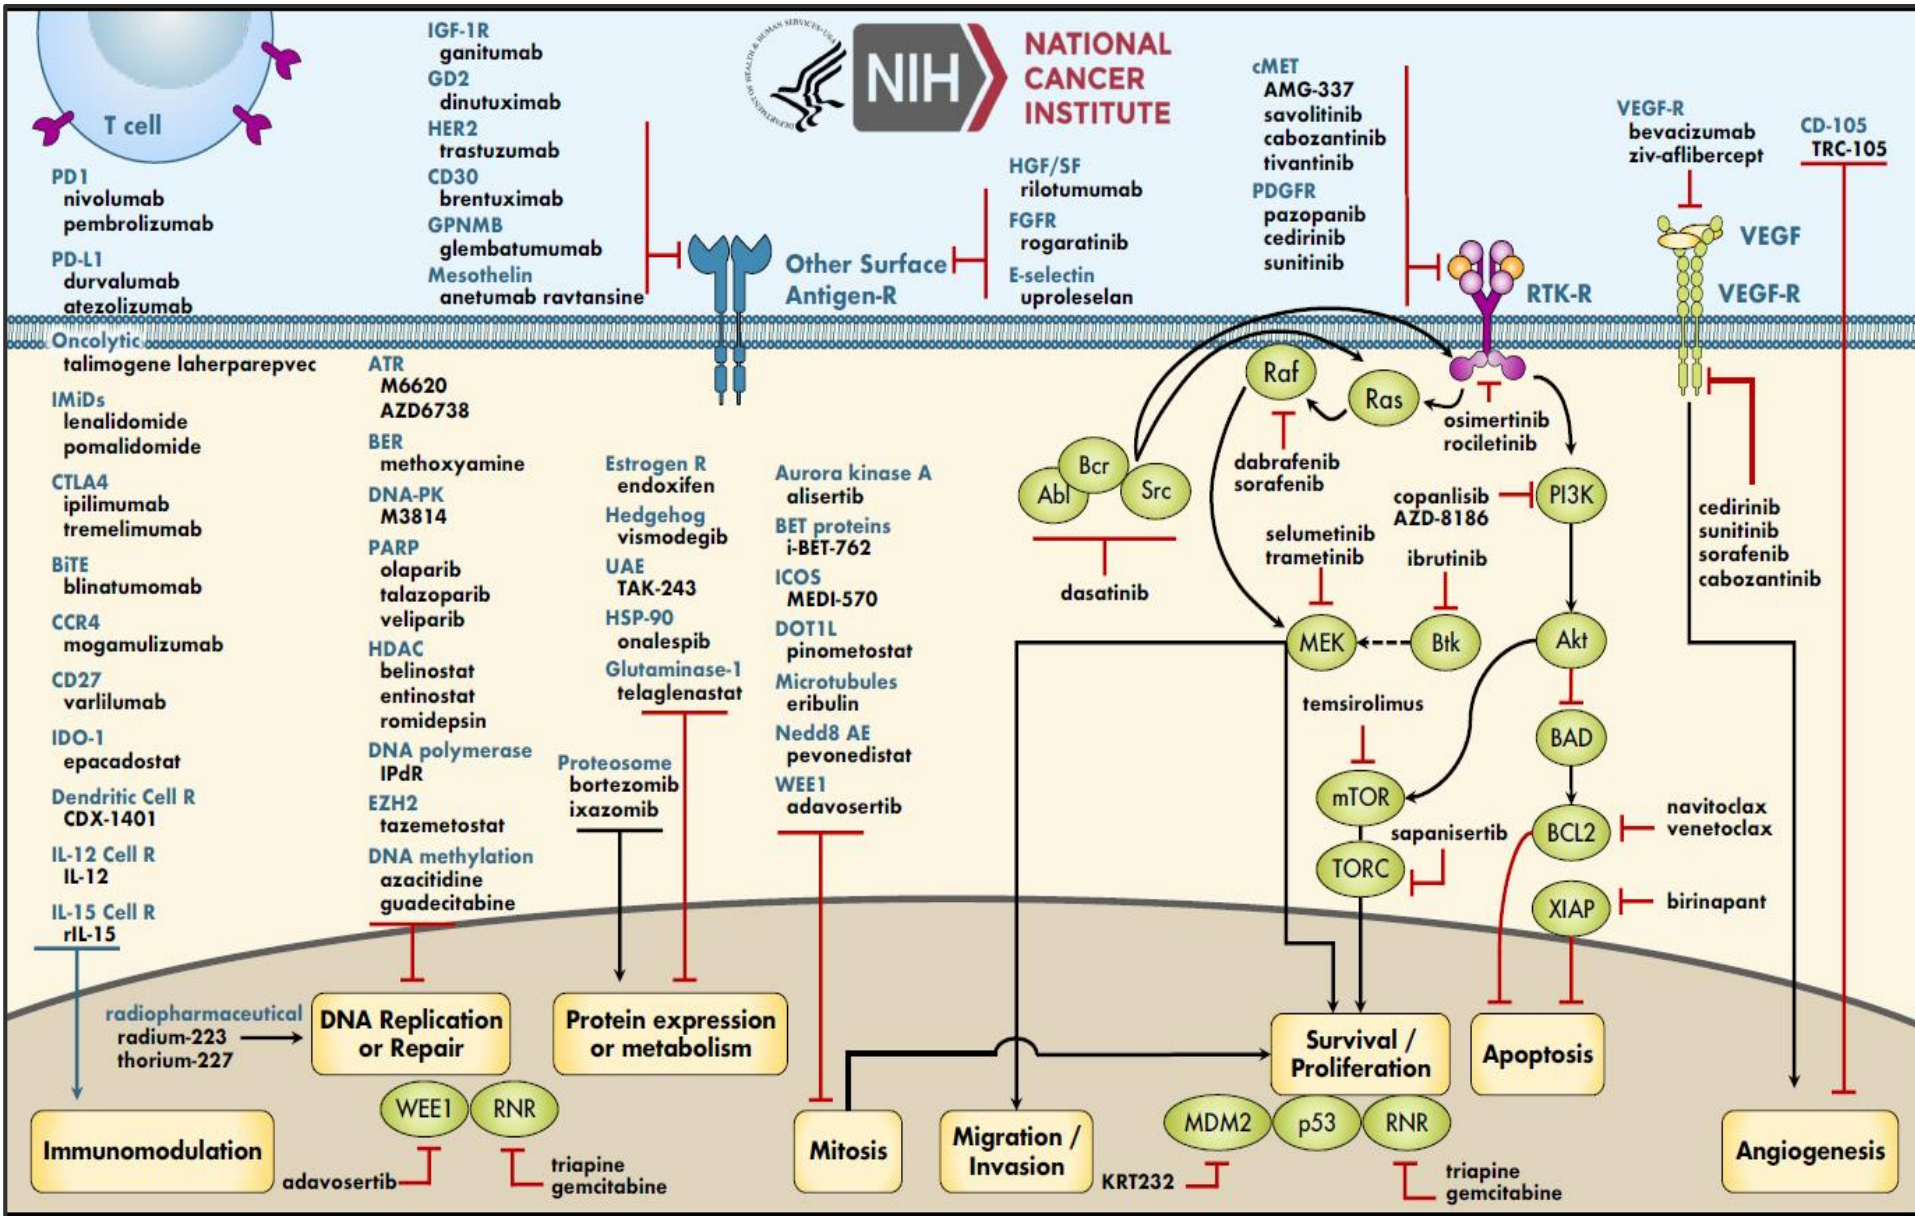 T cell
PD1
nivolumab
pembrolizumab
PD-L1
durvalumab
atezolizumab
Oncolytic
talimogene laherparepvec
IMiDs
lenalidomide
pomalidomide
CTLA4
ipilimumab
tremelimumab
BiTE
blinatumomab
CCR4
mogamulizumab
CD27
varlilumab
IDO-1
epacadostat
Dendritic Cell R
CDX-1401
IL-12 Cell R
IL-12
IL-15 Cell R
rIL-15
IGF-1R
ganitumab
GD2
dinutuximab
HER2
trastuzumab
CD30
brentuximab
GPNMB
glembatumumab
Mesothelin
anetumab ravtansine
DEPARTMENT OF HEALTH & HUMAN SERVICES • USA
NIH
NATIONAL
CANCER
INSTITUTE
Other Surface
Antigen-R
HGF/SF
rilotumumab
FGFR
rogaratinib
E-selectin
uproleselan
cMET
AMG-337
savolitinib
cabozantinib
tivantinib
PDGFR
pazopanib
cedirinib
sunitinib
RTK-R
VEGF-R
bevacizumab
ziv-aflibercept
VEGF
VEGF-R
CD-105
TRC-105
ATR
M6620
AZD6738
BER
methoxyamine
DNA-PK
M3814
PARP
olaparib
talazoparib
veliparib
HDAC
belinostat
entinostat
romidepsin
DNA polymerase
IPdR
EZH2
tazemetostat
DNA methylation
azacitidine
guadecitabine
Estrogen R
endoxifen
Hedgehog
vismodegib
UAE
TAK-243
HSP-90
onalespib
Glutaminase-1
telaglenastat
Proteosome
bortezomib
ixazomib
Aurora kinase A
alisertib
BET proteins
i-BET-762
ICOS
MEDI-570
DOT1L
pinometostat
Microtubules
eribulin
Nedd8 AE
pevonedistat
WEE1
adavosertib
Raf
Ras
osimertinib
rociletinib
dabrafenib
sorafenib
Abl
Bcr
Src
dasatinib
copanlisib
AZD-8186
PI3K
selumetinib
trametinib
ibrutinib
MEK
Btk
Akt
cedirinib
sunitinib
sorafenib
cabozantinib
temsirolimus
BAD
mTOR
sapanisertib
TORC
BCL2
navitoclax
venetoclax
XIAP
birinapant
radiopharmaceutical
radium-223
thorium-227
DNA Replication
or Repair
Protein expression
or metabolism
Survival /
Proliferation
Apoptosis
WEE1
RNR
adavosertib
triapine
gemcitabine
Immunomodulation
Mitosis
Migration /
Invasion
MDM2
p53
RNR
KRT232
triapine
gemcitabine
Angiogenesis